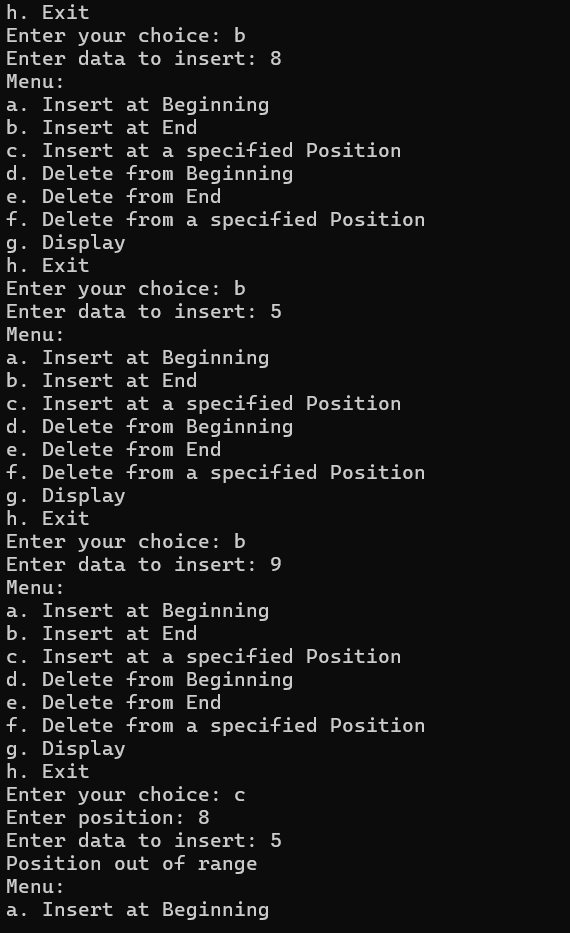 h. Exit
Enter your choice: b
Enter data to insert: 8
Menu:
a. Insert at Beginning
b. Insert at End
c. Insert at a specified Position
d. Delete from Beginning
e. Delete from End
f. Delete from a specified Position
g. Display
h. Exit
Enter your choice: b
Enter data to insert: 5
Menu:
a. Insert at Beginning
b. Insert at End
c. Insert at a specified Position
d. Delete from Beginning
e. Delete from End
f. Delete from a specified Position
g. Display
h. Exit
Enter your choice: b
Enter data to insert: 9
Menu:
a. Insert at Beginning
b. Insert at End
c. Insert at a specified Position
d. Delete from Beginning
e. Delete from End
f. Delete from a specified Position
g. Display
h. Exit
Enter your choice: c
Enter position: 8
Enter data to insert: 5
Position out of range
Menu:
a. Insert at Beginning